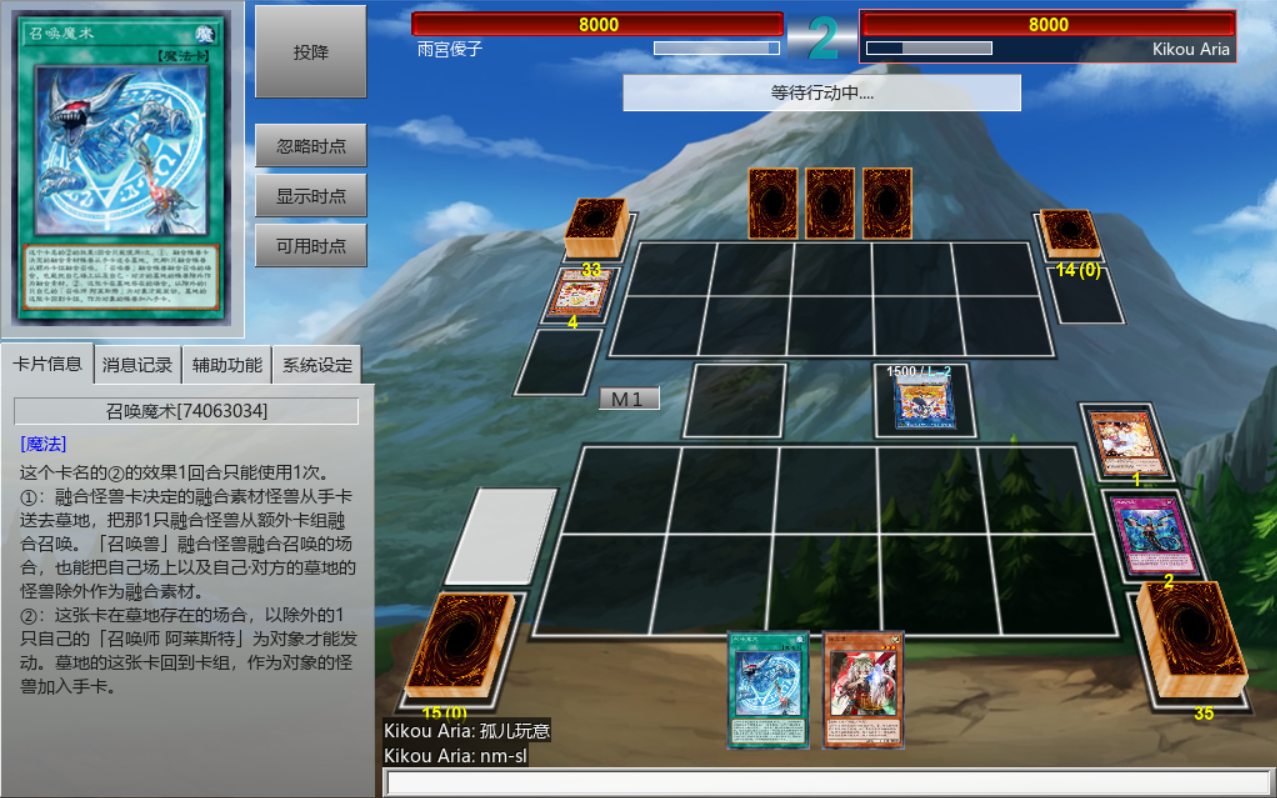 召唤魔术
【魔法卡】
投降
忽略时点
显示时点
可用时点
8000
雨宫優子
2
8000
Kikou Aria
等待行动中....
33
4
14(0)
M1
1500 / L-2
1
2
35
15(0)
卡片信息
消息记录
辅助功能
系统设定
召唤魔术[74063034]
[魔法]
这个卡名的②的效果1回合只能使用1次。
①：融合怪兽卡决定的融合素材怪兽从手卡
送去墓地，把那1只融合怪兽从额外卡组融
合召唤。「召唤兽」融合怪兽融合召唤的场
合，也能把自己场上以及自己·对方的墓地的
怪兽除外作为融合素材。
②：这张卡在墓地存在的场合，以除外的1
只自己的「召唤师 阿莱斯特」为对象才能发
动。墓地的这张卡回到卡组，作为对象的怪
兽加入手卡。
Kikou Aria: 孤儿玩意
Kikou Aria: nm-sl